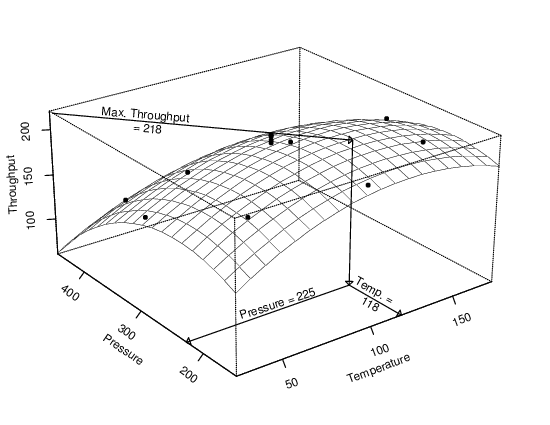 Max. Throughput
= 218
200
150
100
Throughput
Pressure = 225
Temp. =
118
400
300
200
Pressure
50
100
150
Temperature